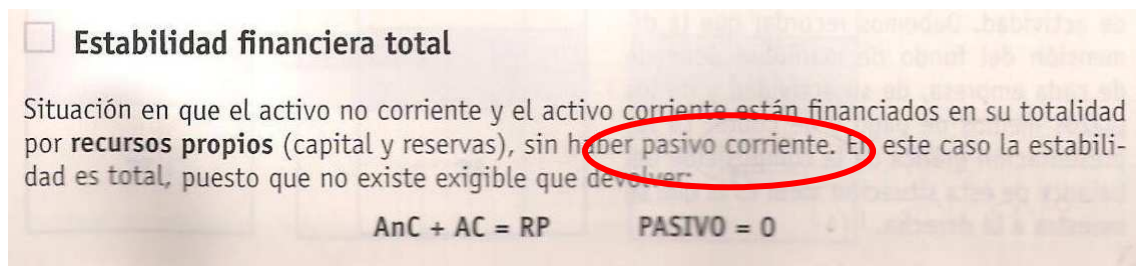 Estabilidad financiera total
Situación en que el activo no corriente y el activo corriente están financiados en su totalidad
por recursos propios (capital y reservas), sin haber pasivo corriente. En este caso la estabili-
dad es total, puesto que no existe exigible que devolver:
AnC + AC = RP PASIVO = 0